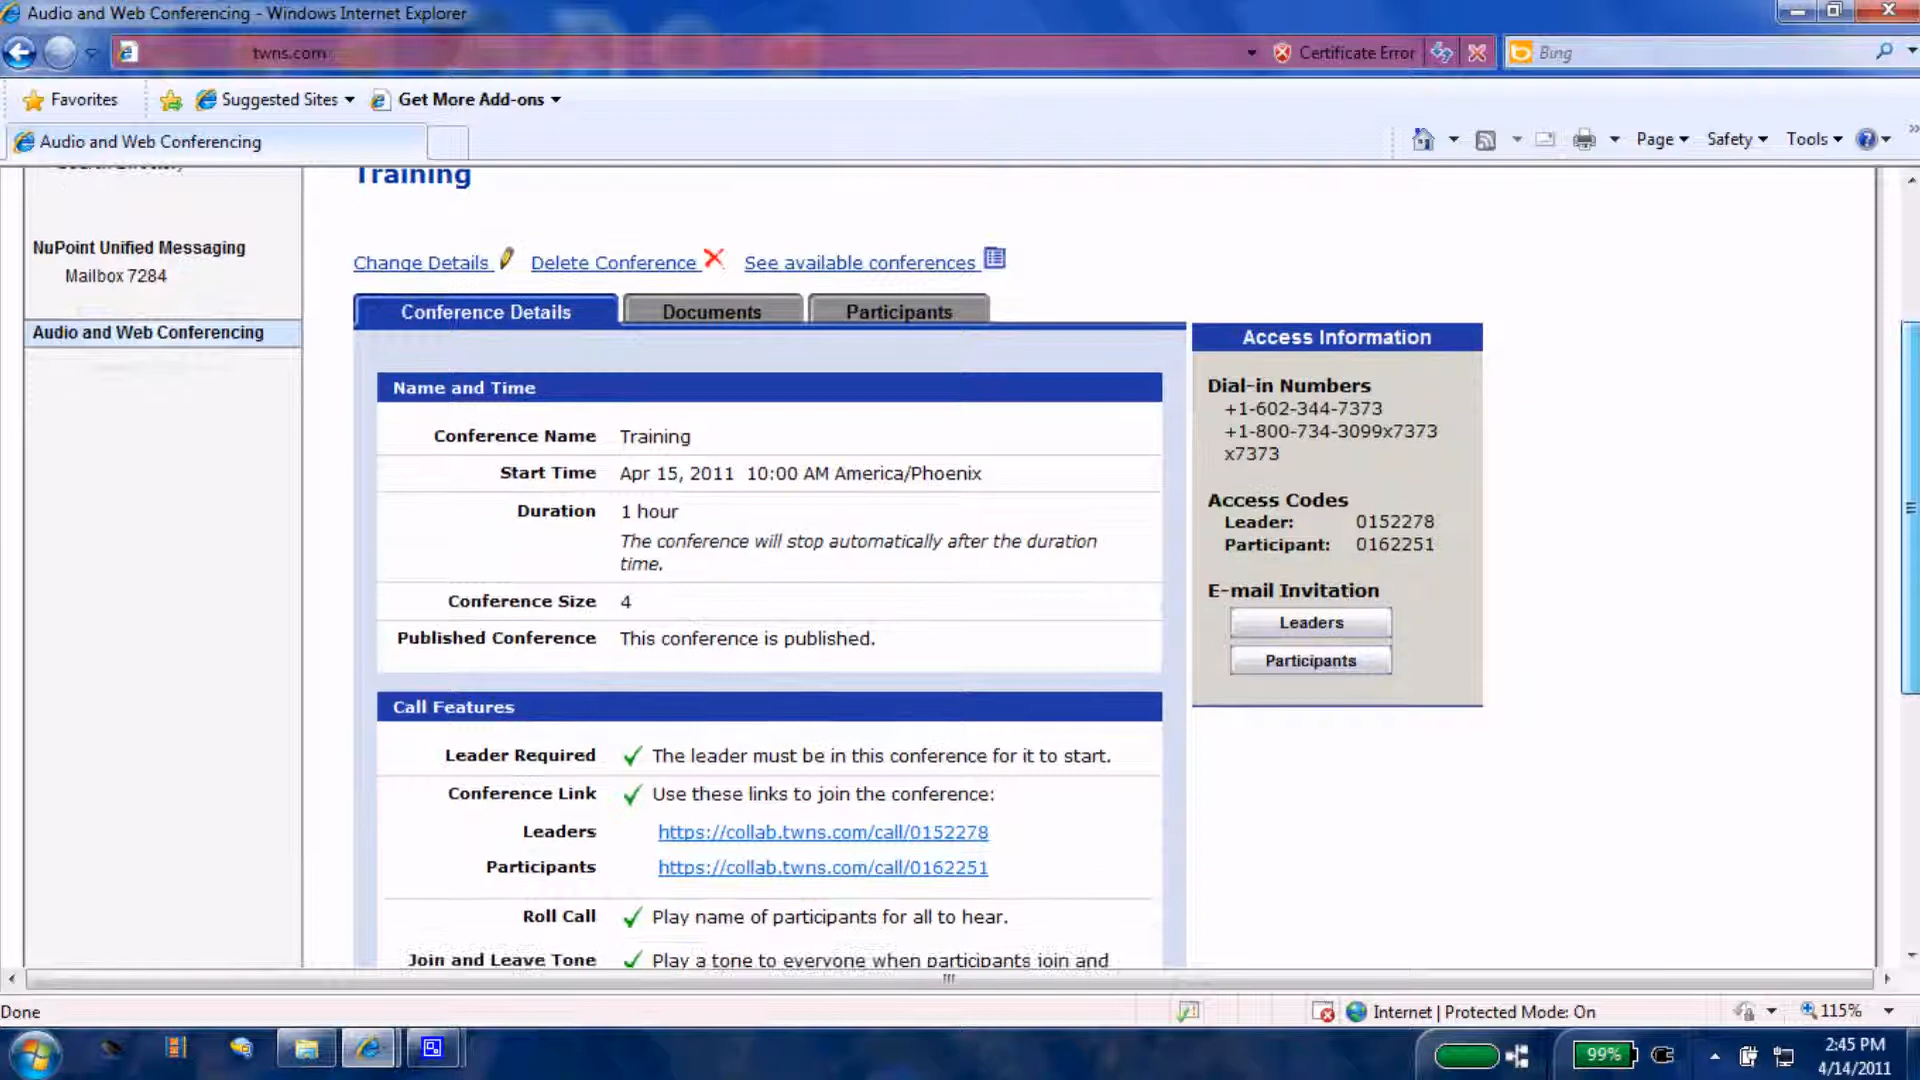 Audio and Web Conferencing - Windows Internet Explorer
twns.com
Certificate Error
Bing
Favorites
Suggested Sites
Get More Add-ons
Audio and Web Conferencing
Page
Safety
Tools
Training
NuPoint Unified Messaging
Mailbox 7284
Audio and Web Conferencing
Change Details
Delete Conference
See available conferences
Conference Details
Documents
Participants
Name and Time
Conference Name Training
Start Time Apr 15, 2011 10:00 AM America/Phoenix
Duration 1 hour
The conference will stop automatically after the duration
time.
Conference Size 4
Published Conference This conference is published.
Call Features
Leader Required The leader must be in this conference for it to start.
Conference Link Use these links to join the conference:
Leaders https://collab.twns.com/call/0152278
Participants https://collab.twns.com/call/0162251
Roll Call Play name of participants for all to hear.
Join and Leave Tone Play a tone to everyone when participants join and
Access Information
Dial-in Numbers
+1-602-344-7373
+1-800-734-3099x7373
x7373
Access Codes
Leader: 0152278
Participant: 0162251
E-mail Invitation
Leaders
Participants
Done
Internet | Protected Mode: On
115%
99%
2:45 PM
4/14/2011